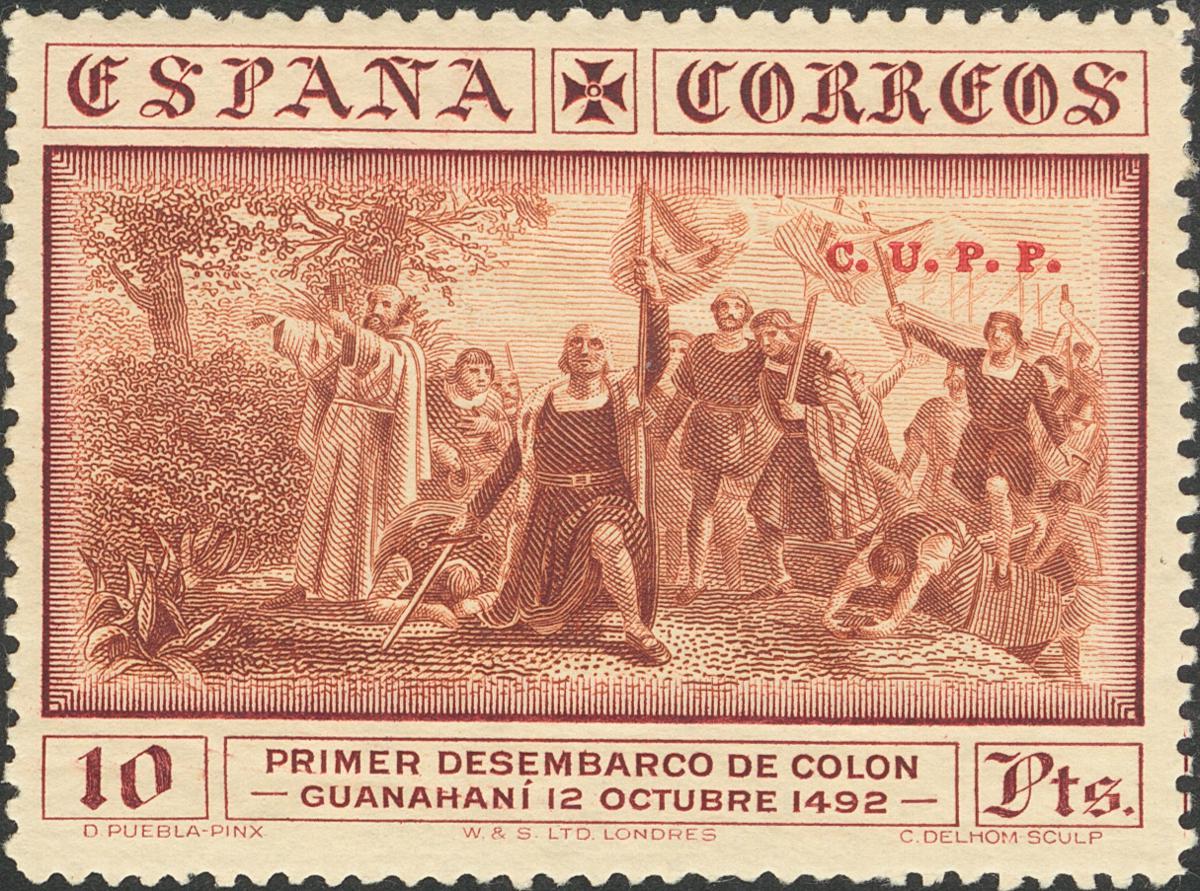 ESPAÑA CORREOS
C. U. P. P.
10 PRIMER DESEMBARCO DE COLON Pts.
— GUANAHANÍ 12 OCTUBRE 1492 —
D. PUEBLA-PINX W. & S. LTD. LONDRES C. DELHOM SCULP